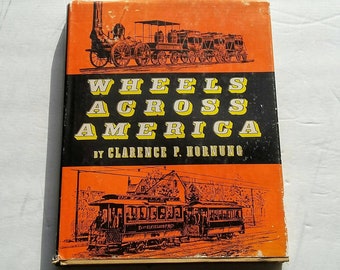 WHEELS
ACROSS
AMERICA
BY CLARENCE P. HORNUNG